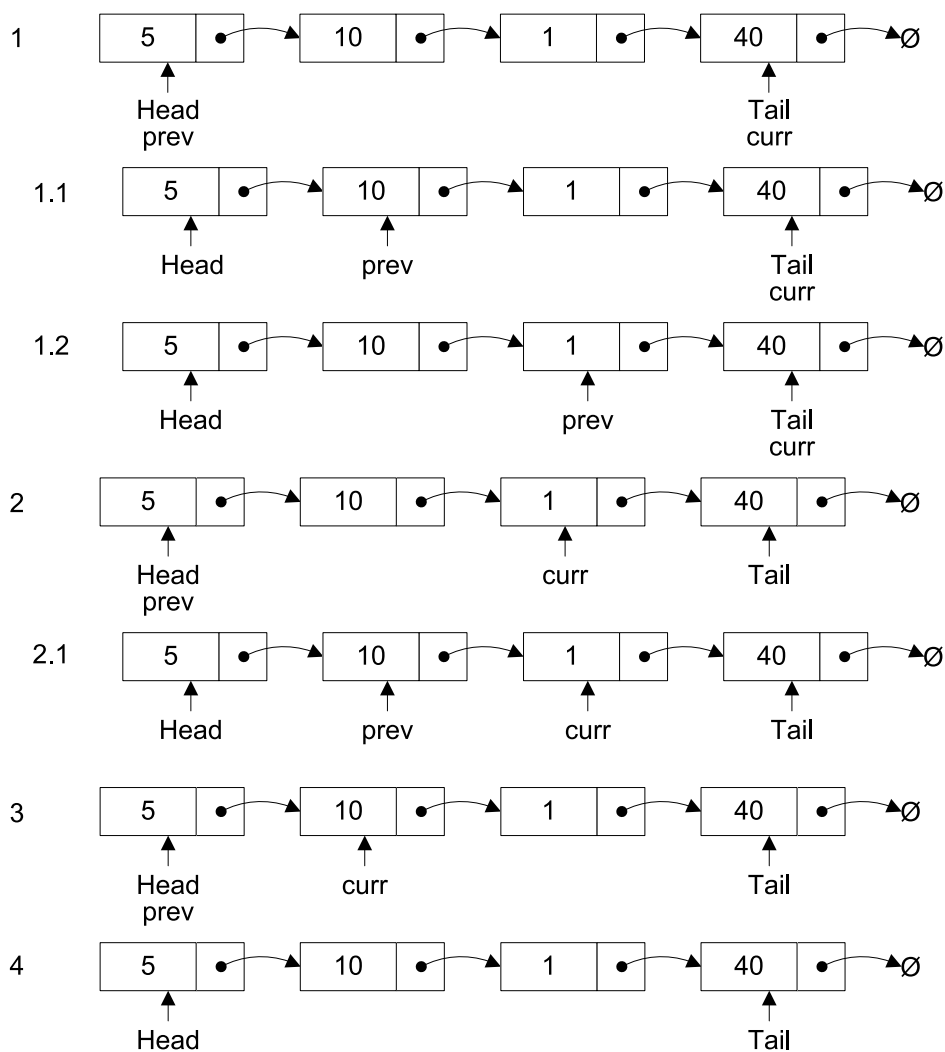 1 5 10 1 40 Ø
Head Tail
prev curr
1.1 5 10 1 40 Ø
Head prev Tail
curr
1.2 5 10 1 40 Ø
Head prev Tail
curr
2 5 10 1 40 Ø
Head curr Tail
prev
2.1 5 10 1 40 Ø
Head prev curr Tail
3 5 10 1 40 Ø
Head curr Tail
prev
4 5 10 1 40 Ø
Head Tail